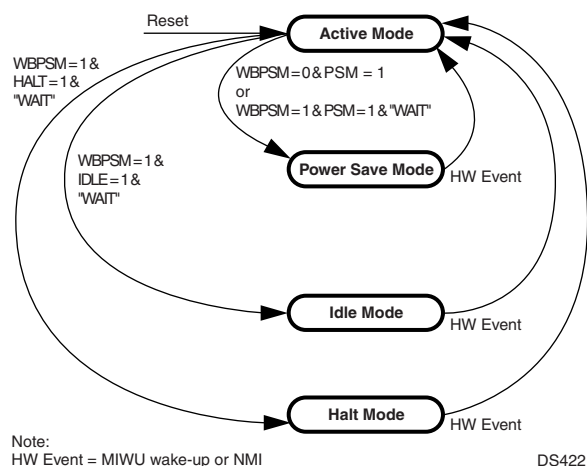 Reset
Active Mode
WBPSM=1&
HALT=1&
"WAIT"
WBPSM=0&PSM = 1
or
WBPSM=1&PSM=1&"WAIT"
WBPSM=1&
IDLE=1&
"WAIT"
Power Save Mode
HW Event
Idle Mode
HW Event
Halt Mode
HW Event
Note:
HW Event = MIWU wake-up or NMI
DS422